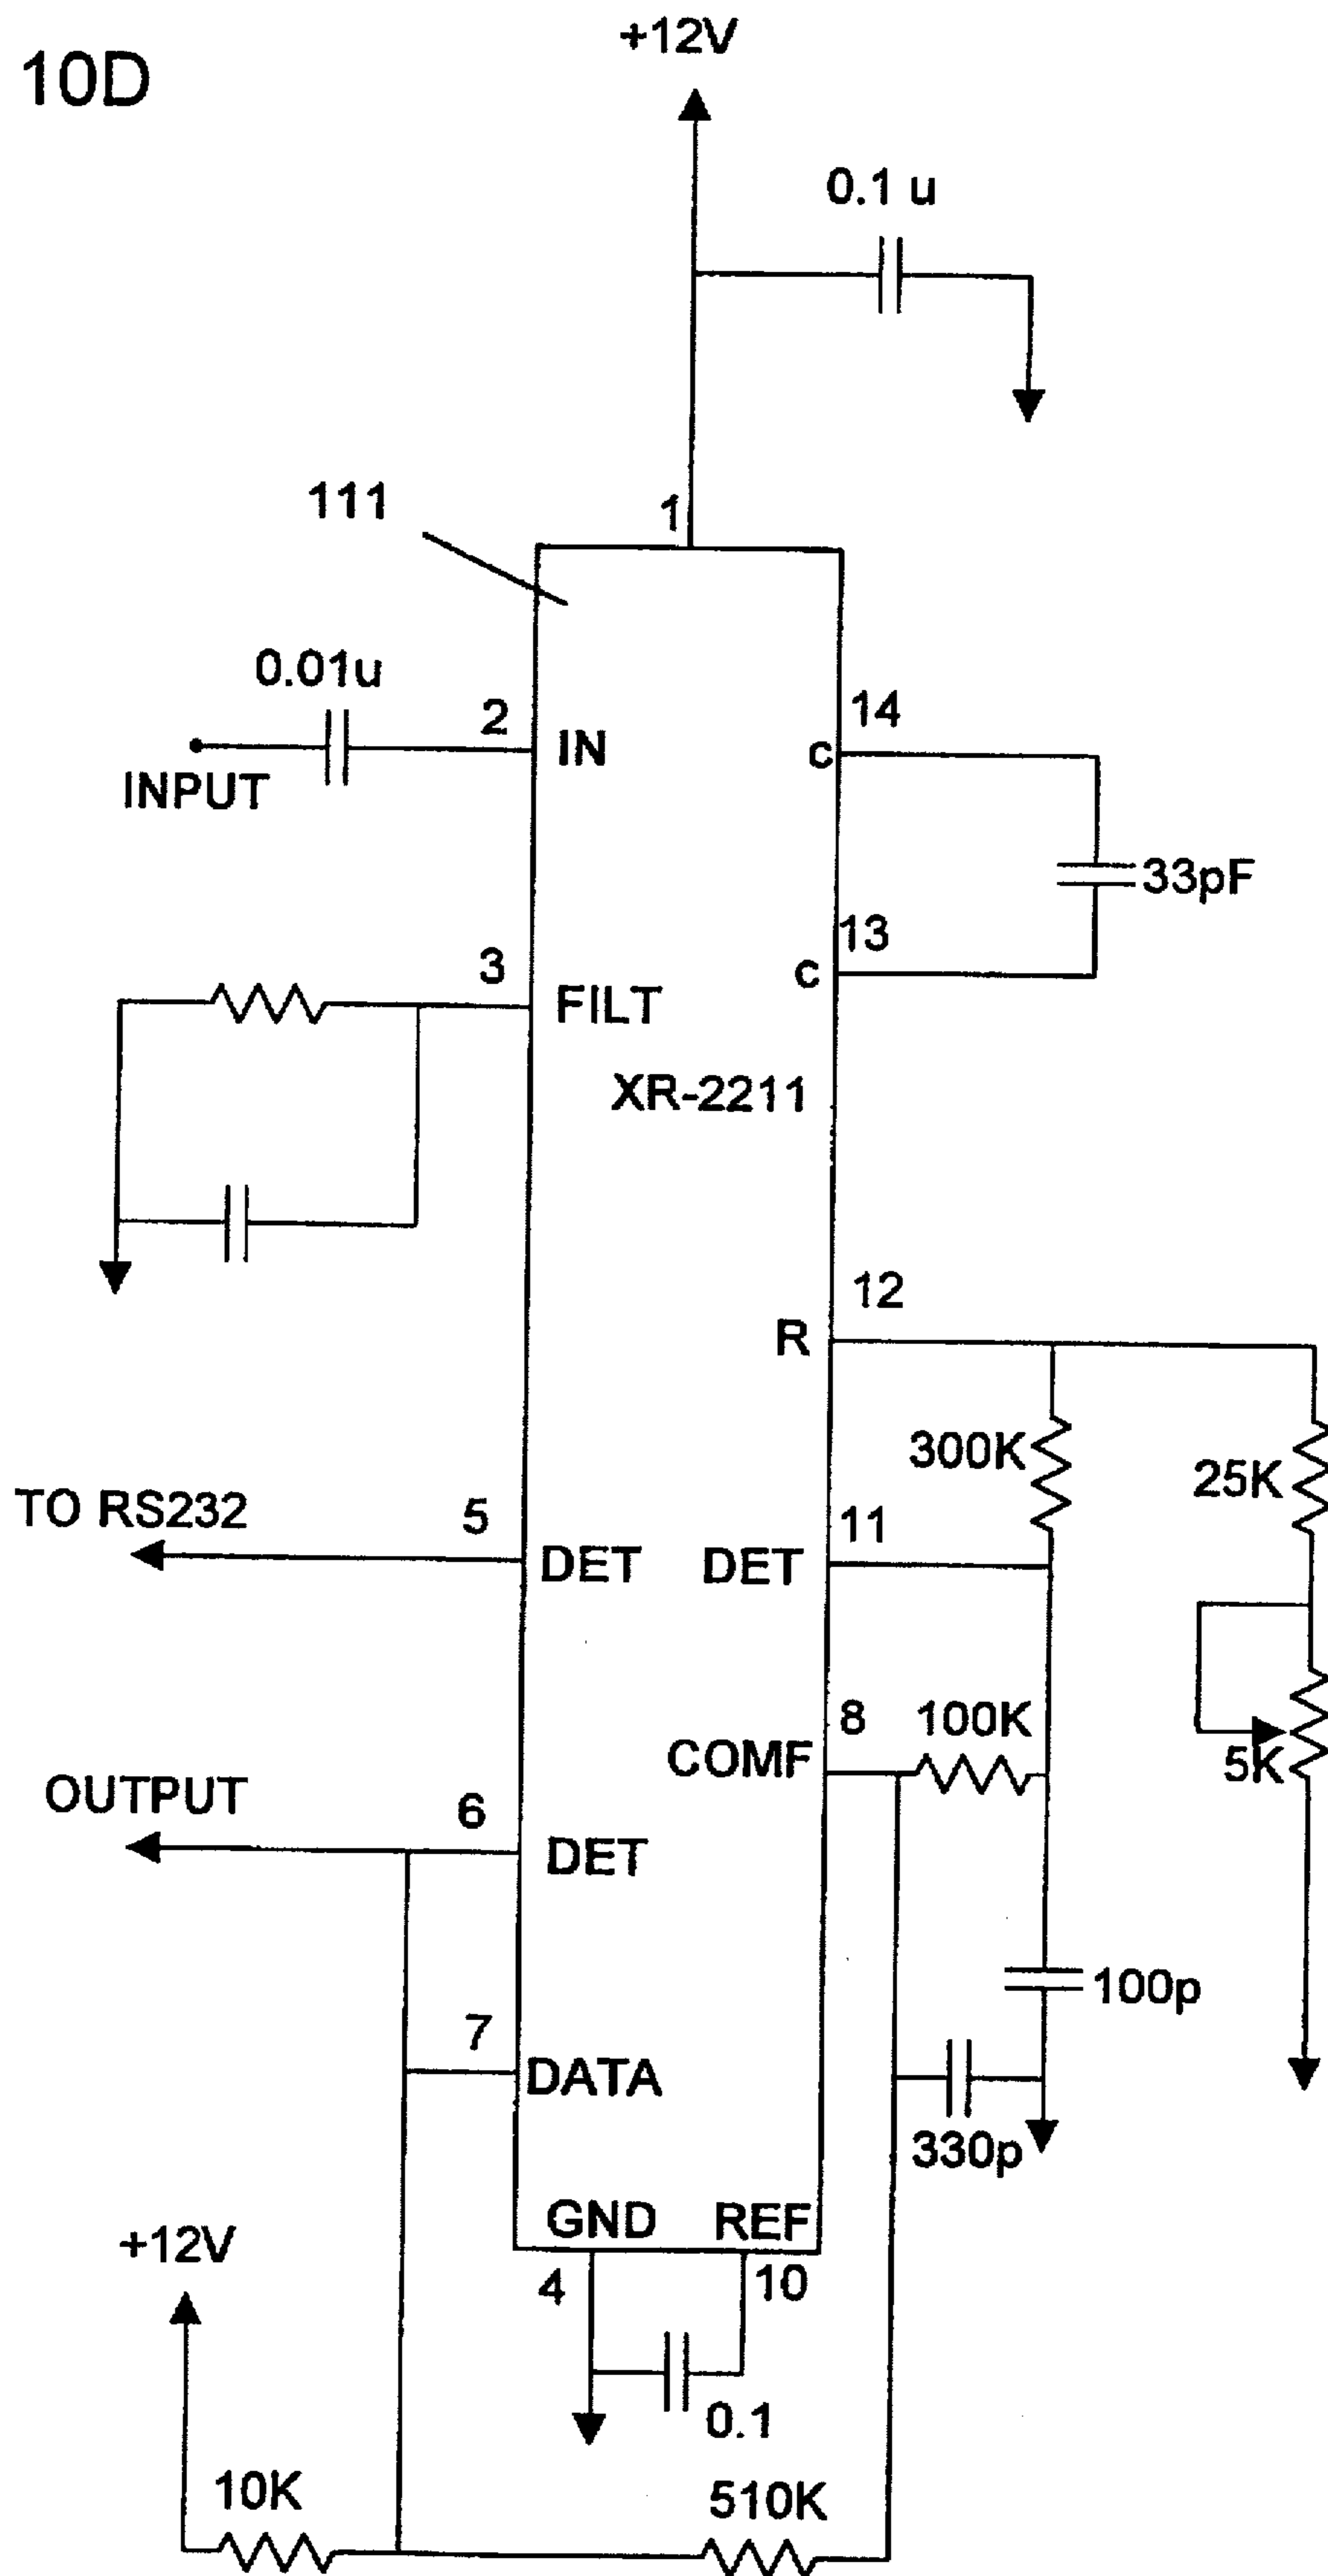 10D
+12V
0.1 u
111
1
0.01u
2
IN
INPUT
14
c
33pF
13
c
3
FILT
XR-2211
12
R
300K
25K
TO RS232
5
DET
11
DET
8
100K
COMF
5K
OUTPUT
6
DET
100p
7
DATA
330p
GND
REF
+12V
4
10
0.1
10K
510K